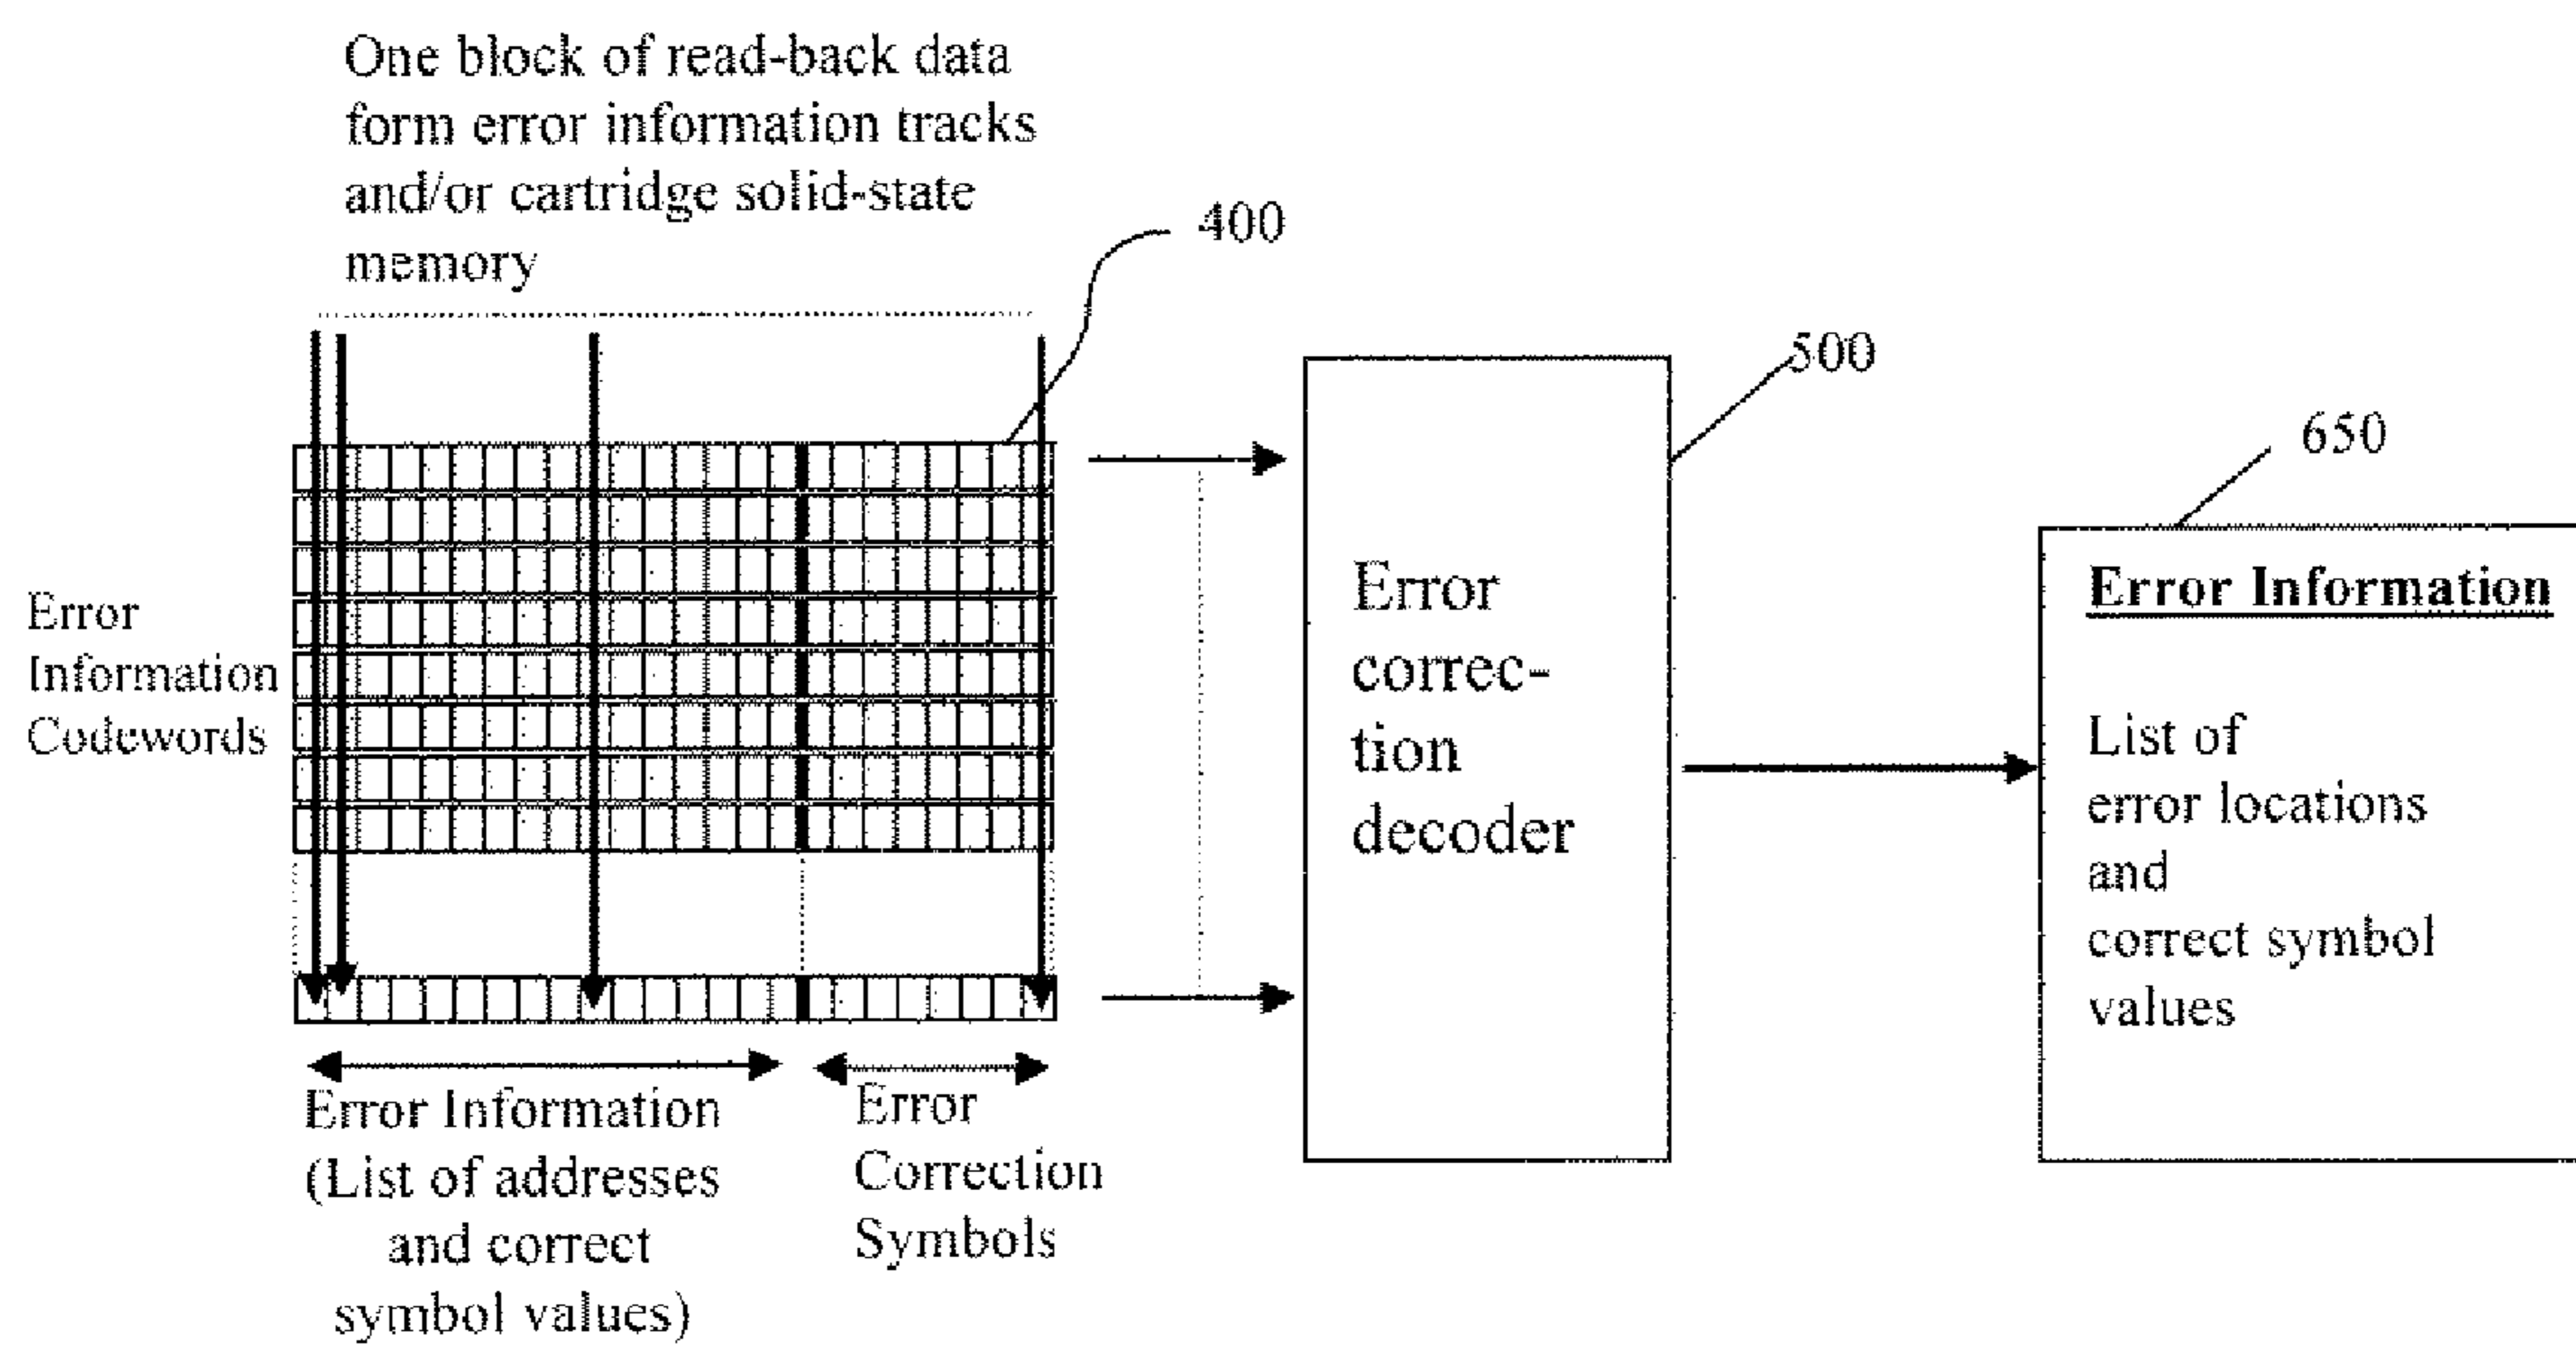 One block of read-back data
form error information tracks
and/or cartridge solid-state
memory
400
500
650
Error
Information
Codewords
Error
correc-
tion
decoder
Error Information
List of
error locations
and
correct symbol
values
Error Information
(List of addresses
and correct
symbol values)
Error
Correction
Symbols